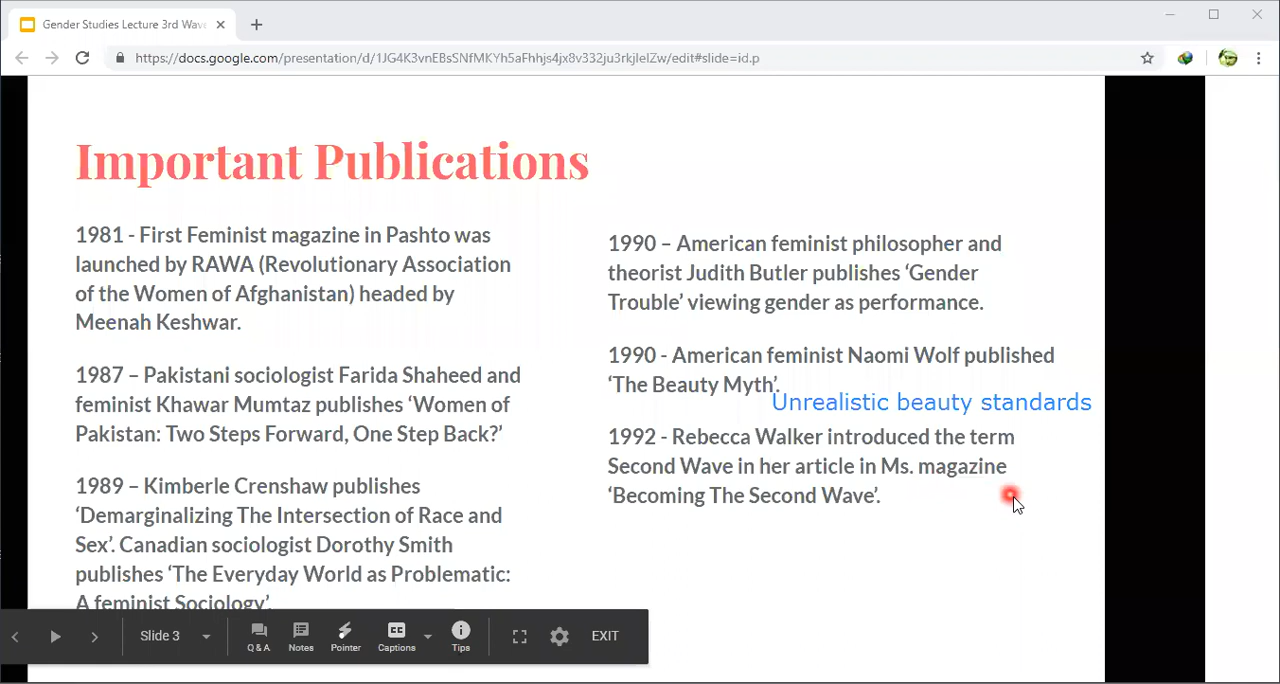 Gender Studies Lecture 3rd Wav
https://docs.google.com/presentation/d/1JG4K3vnEBsSNfMKYh5aFhhjs4jx8v332ju3rkjlelZw/edit#slide=id.p
Important Publications
1981 - First Feminist magazine in Pashto was
launched by RAWA (Revolutionary Association
of the Women of Afghanistan) headed by
Meenah Keshwar.
1987 – Pakistani sociologist Farida Shaheed and
feminist Khawar Mumtaz publishes ‘Women of
Pakistan: Two Steps Forward, One Step Back?’
1989 – Kimberle Crenshaw publishes
‘Demarginalizing The Intersection of Race and
Sex’. Canadian sociologist Dorothy Smith
publishes ‘The Everyday World as Problematic:
A feminist Sociology’.
1990 – American feminist philosopher and
theorist Judith Butler publishes ‘Gender
Trouble’ viewing gender as performance.
1990 - American feminist Naomi Wolf published
‘The Beauty Myth’.
Unrealistic beauty standards
1992 - Rebecca Walker introduced the term
Second Wave in her article in Ms. magazine
‘Becoming The Second Wave’.
Slide 3
Q & A
Notes
Pointer
CC
Captions
Tips
EXIT